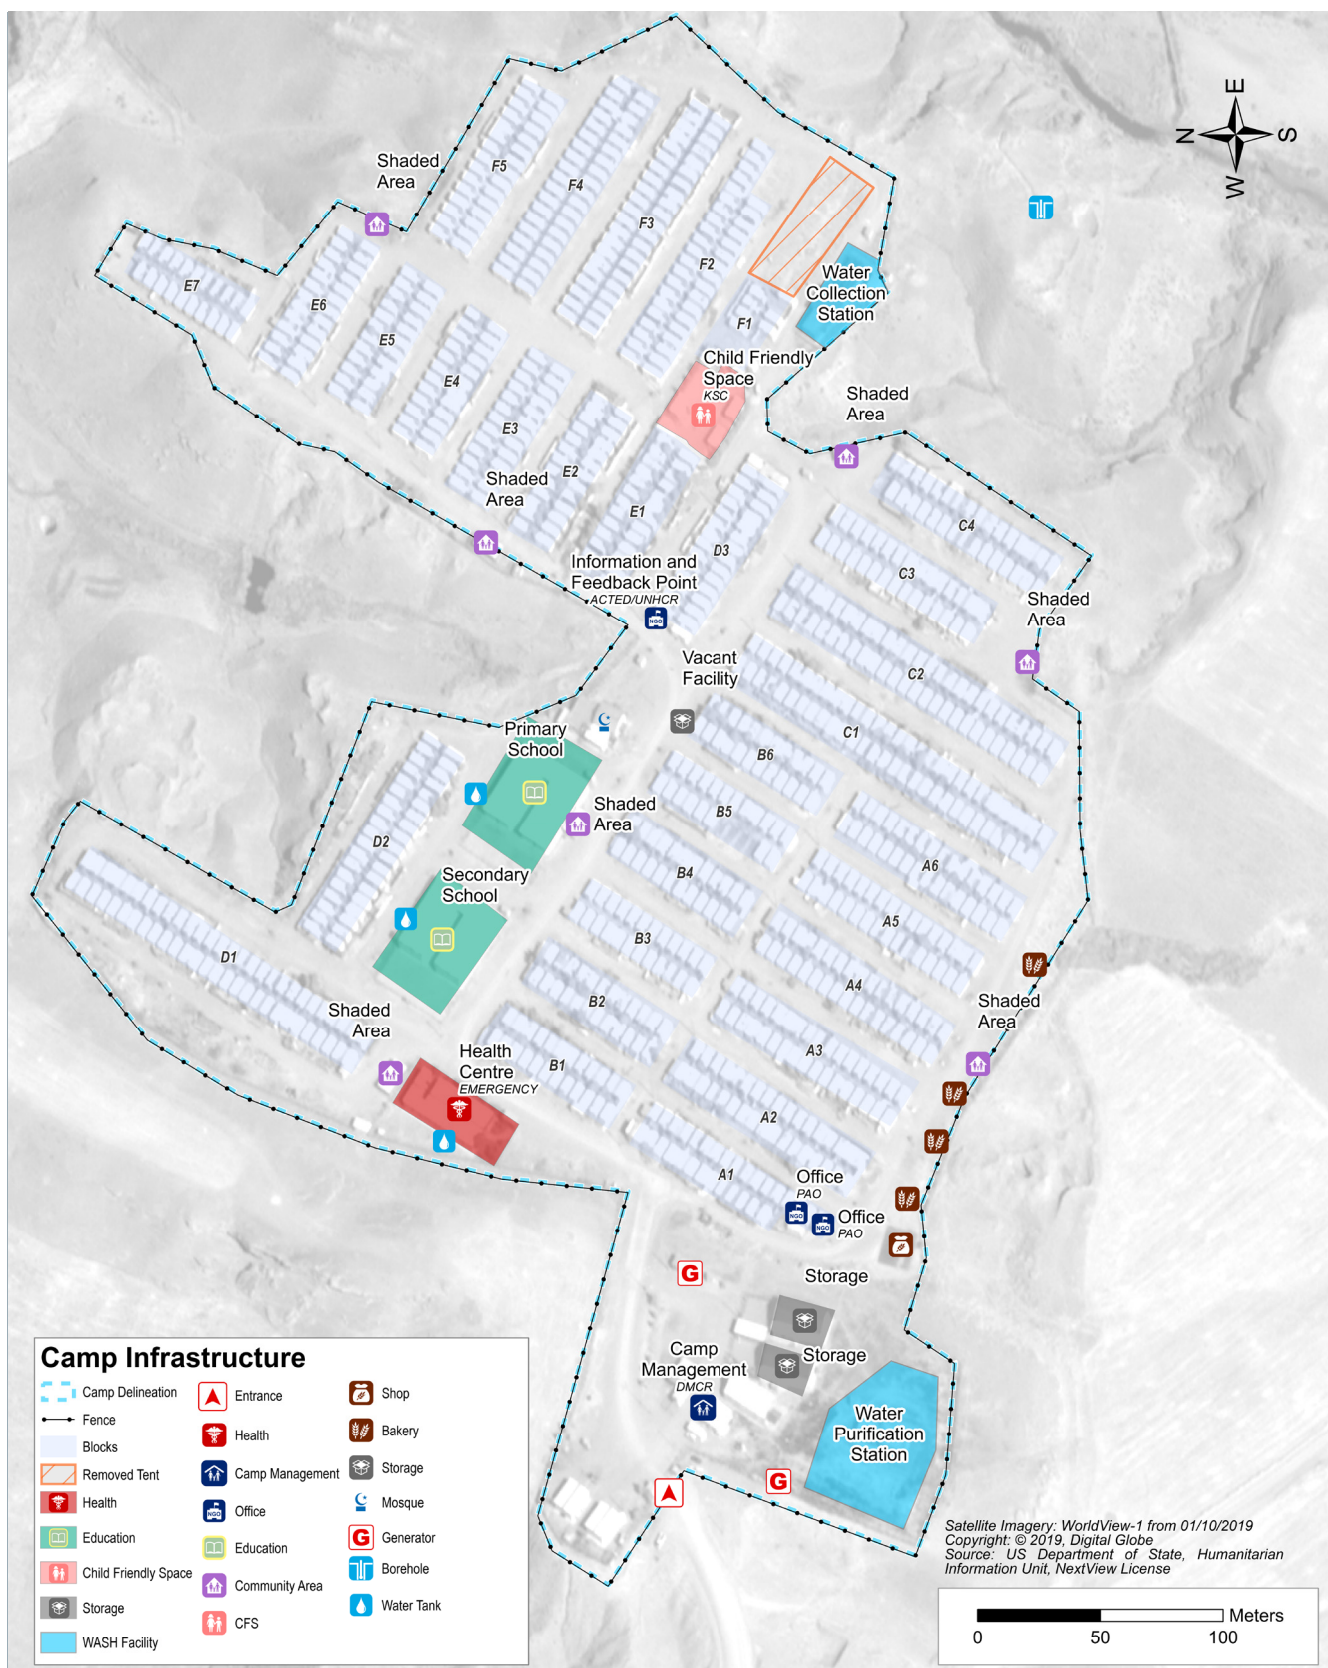 E
N
S
W
Shaded
Area
F5
F4
F3
F2
F1
Water
Collection
Station
E7
E6
E5
E4
E3
E2
E1
Child Friendly
Space
KSC
Shaded
Area
Shaded
Area
D3
C4
C3
C2
C1
Information and
Feedback Point
ACTED/UNHCR
NGO
Shaded
Area
Vacant
Facility
Primary
School
B6
B5
Shaded
Area
D2
B4
A6
Secondary
School
A5
B3
D1
A4
B2
Shaded
Area
Shaded
Area
A3
Health
Centre
EMERGENCY
B1
A2
A1
Office
PAO
NGO
NGO
Office
PAO
G
Storage
Storage
Camp
Management
DMCR
Water
Purification
Station
G
Camp Infrastructure
Camp Delineation
Fence
Blocks
Removed Tent
Health
Education
Child Friendly Space
Storage
WASH Facility
Entrance
Health
Camp Management
NGO
Office
Education
Community Area
CFS
Shop
Bakery
Storage
Mosque
G
Generator
Borehole
Water Tank
Satellite Imagery: WorldView-1 from 01/10/2019
Copyright: © 2019, Digital Globe
Source: US Department of State, Humanitarian
Information Unit, NextView License
Meters
0 50 100